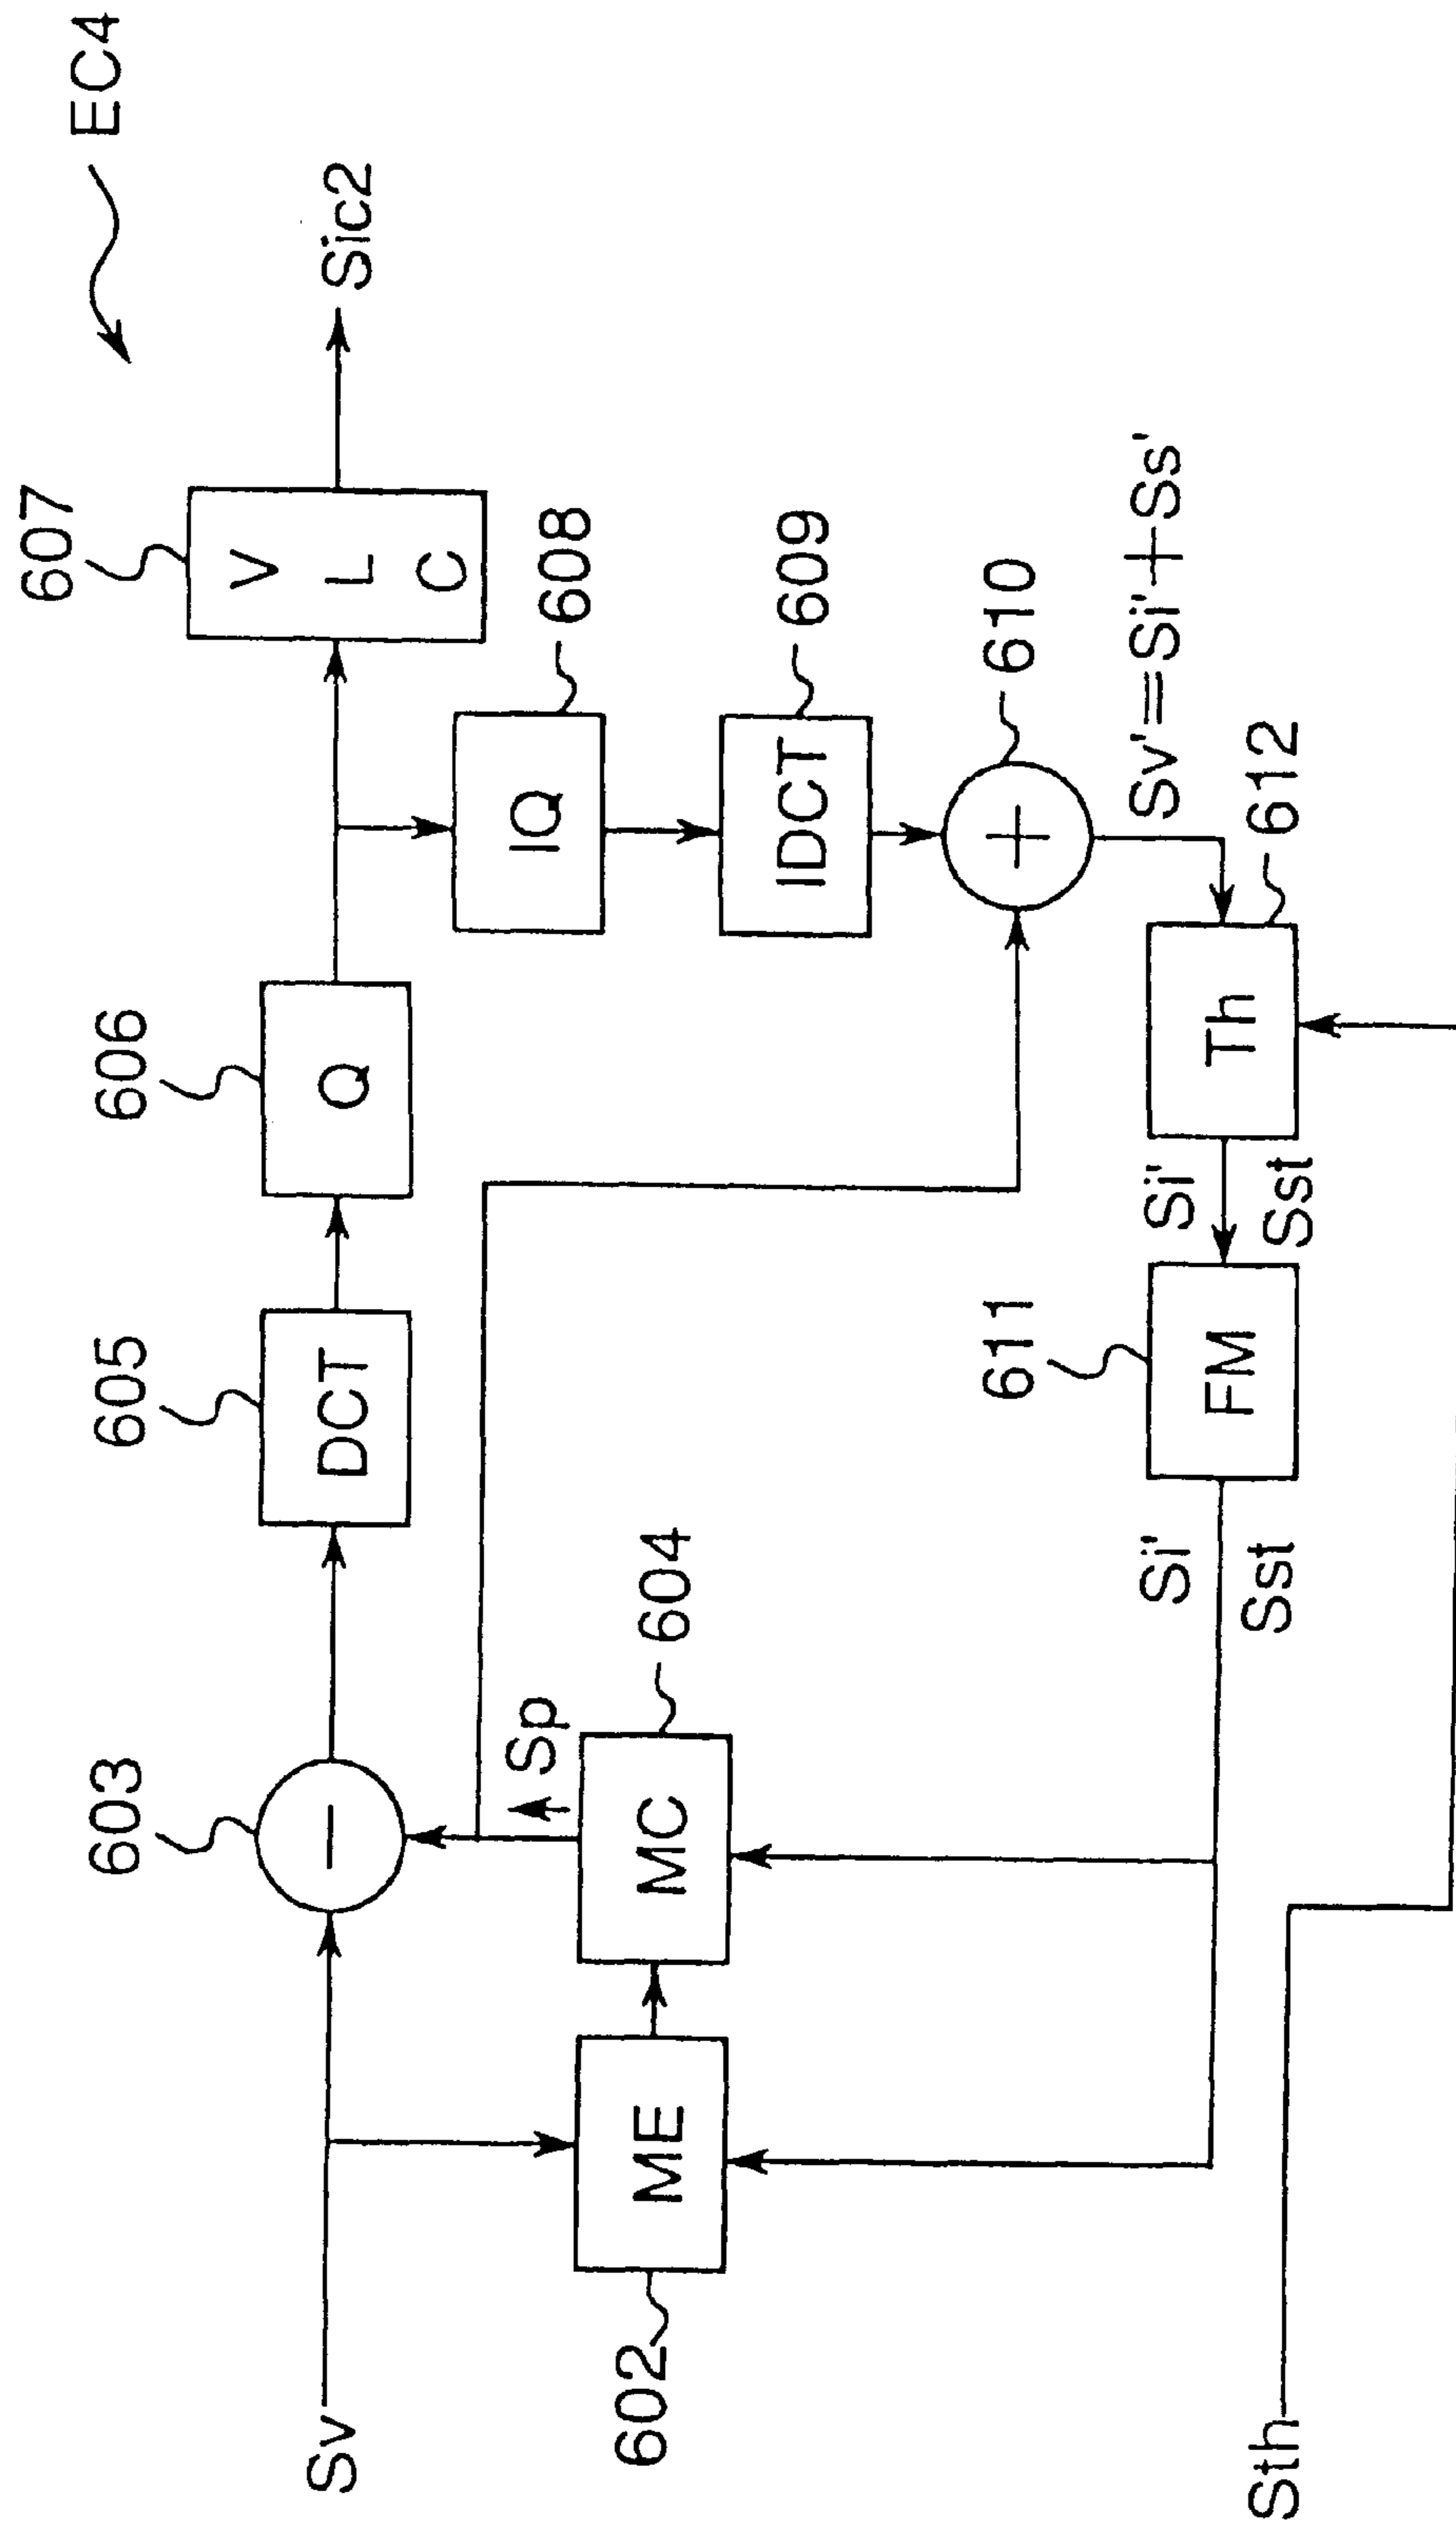 EC4
607
V
L
C
Sic2
603
605
606
DCT
Q
608
IQ
Sv
Sp
604
609
IDCT
602
ME
MC
610
611
Sv'=Si'+Ss'
Si'
Si'
FM
Th
612
Sst
Sst
Sth